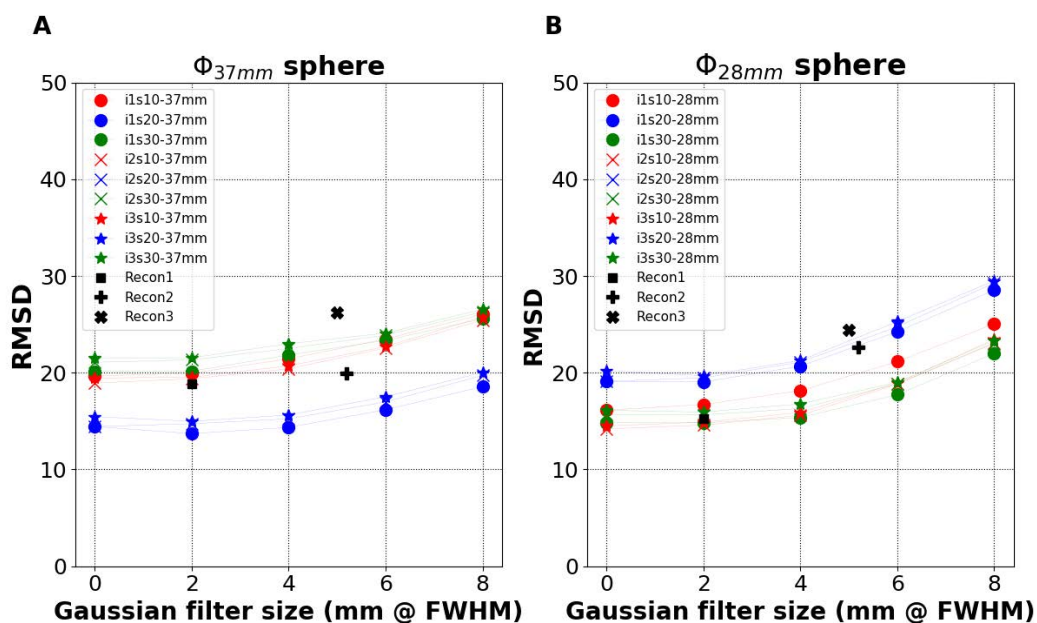 A
Φ37mm sphere
RMSD
50
40
30
20
10
0
i1s10-37mm
i1s20-37mm
i1s30-37mm
i2s10-37mm
i2s20-37mm
i2s30-37mm
i3s10-37mm
i3s20-37mm
i3s30-37mm
Recon1
Recon2
Recon3
0 2 4 6 8
Gaussian filter size (mm @ FWHM)
B
Φ28mm sphere
RMSD
50
40
30
20
10
0
i1s10-28mm
i1s20-28mm
i1s30-28mm
i2s10-28mm
i2s20-28mm
i2s30-28mm
i3s10-28mm
i3s20-28mm
i3s30-28mm
Recon1
Recon2
Recon3
0 2 4 6 8
Gaussian filter size (mm @ FWHM)